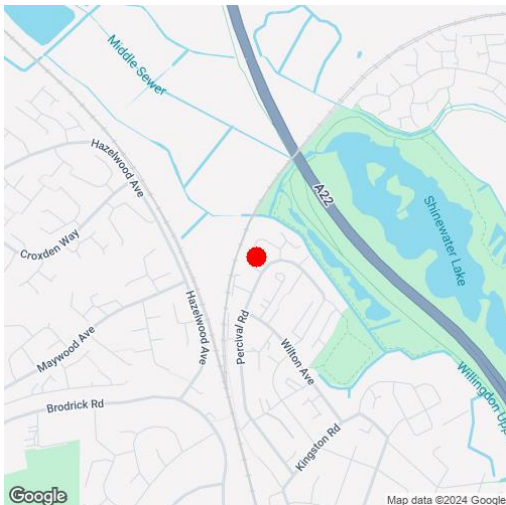 Middle Sewer
Hazelwood Ave
A22
Shinewater Lake
Croxden Way
Hazelwood Ave
Percival Rd
Maywood Ave
Wilton Ave
Willingdon Upp
Brodrick Rd
Kingston Rd
Google
Map data ©2024 Google